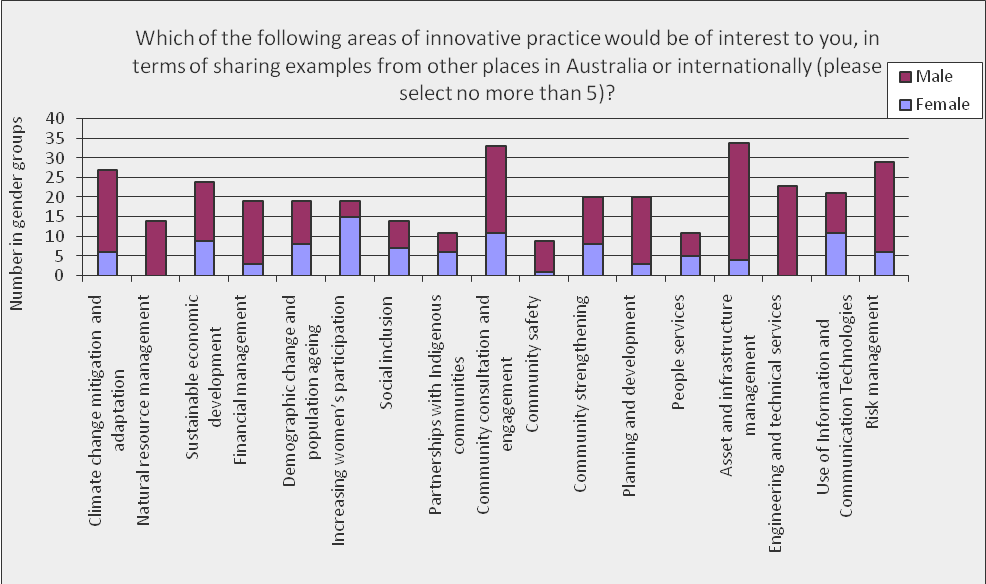 Which of the following areas of innovative practice would be of interest to you, in
terms of sharing examples from other places in Australia or internationally (please
select no more than 5)?
Male
Female
Number in gender groups
40
35
30
25
20
15
10
5
0
Climate change mitigation and
adaptation
Natural resource management
Sustainable economic
development
Financial management
Demographic change and
population ageing
Increasing women's participation
Social inclusion
Partnerships with Indigenous
communities
Community consultation and
engagement
Community safety
Community strengthening
Planning and development
People services
Asset and infrastructure
management
Engineering and technical services
Use of Information and
Communication Technologies
Risk management